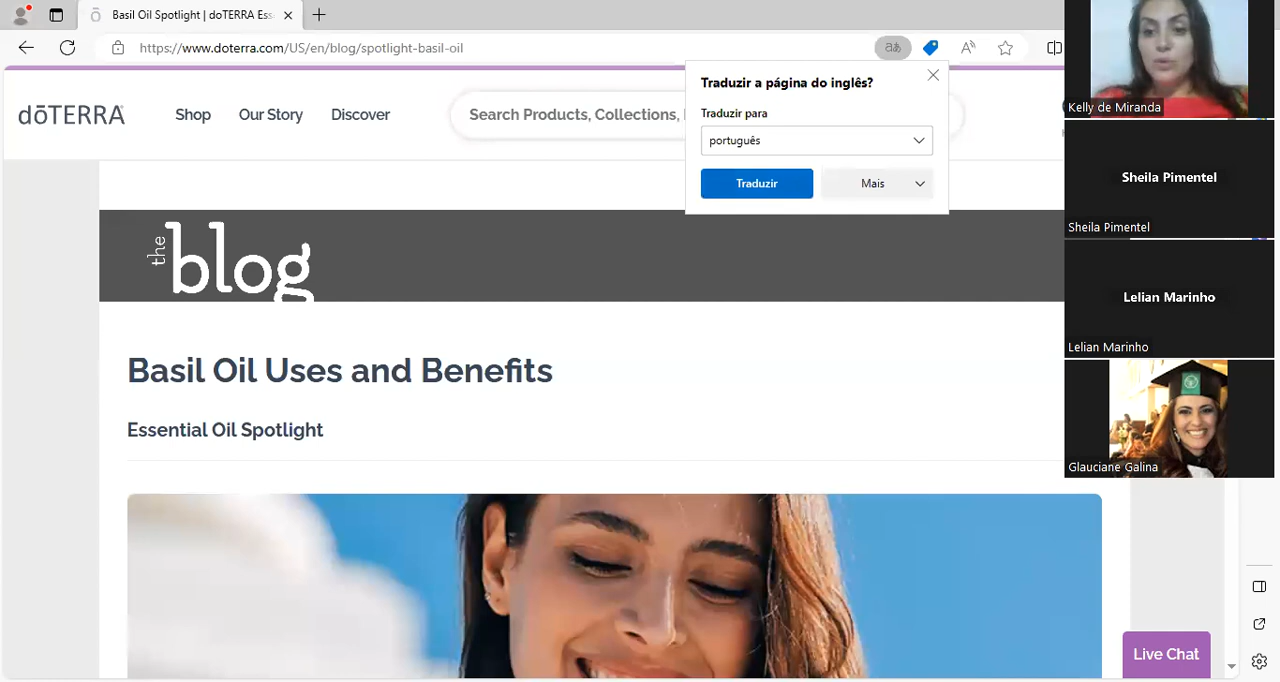 Basil Oil Spotlight | doTERRA Ess
https://www.doterra.com/US/en/blog/spotlight-basil-oil
Traduzir a página do inglês?
Traduzir para
português
Traduzir
Mais
dōTERRA
Shop
Our Story
Discover
Search Products, Collections,
the blog
Basil Oil Uses and Benefits
Essential Oil Spotlight
Kelly de Miranda
Sheila Pimentel
Sheila Pimentel
Lelian Marinho
Lelian Marinho
Glauciane Galina
Live Chat